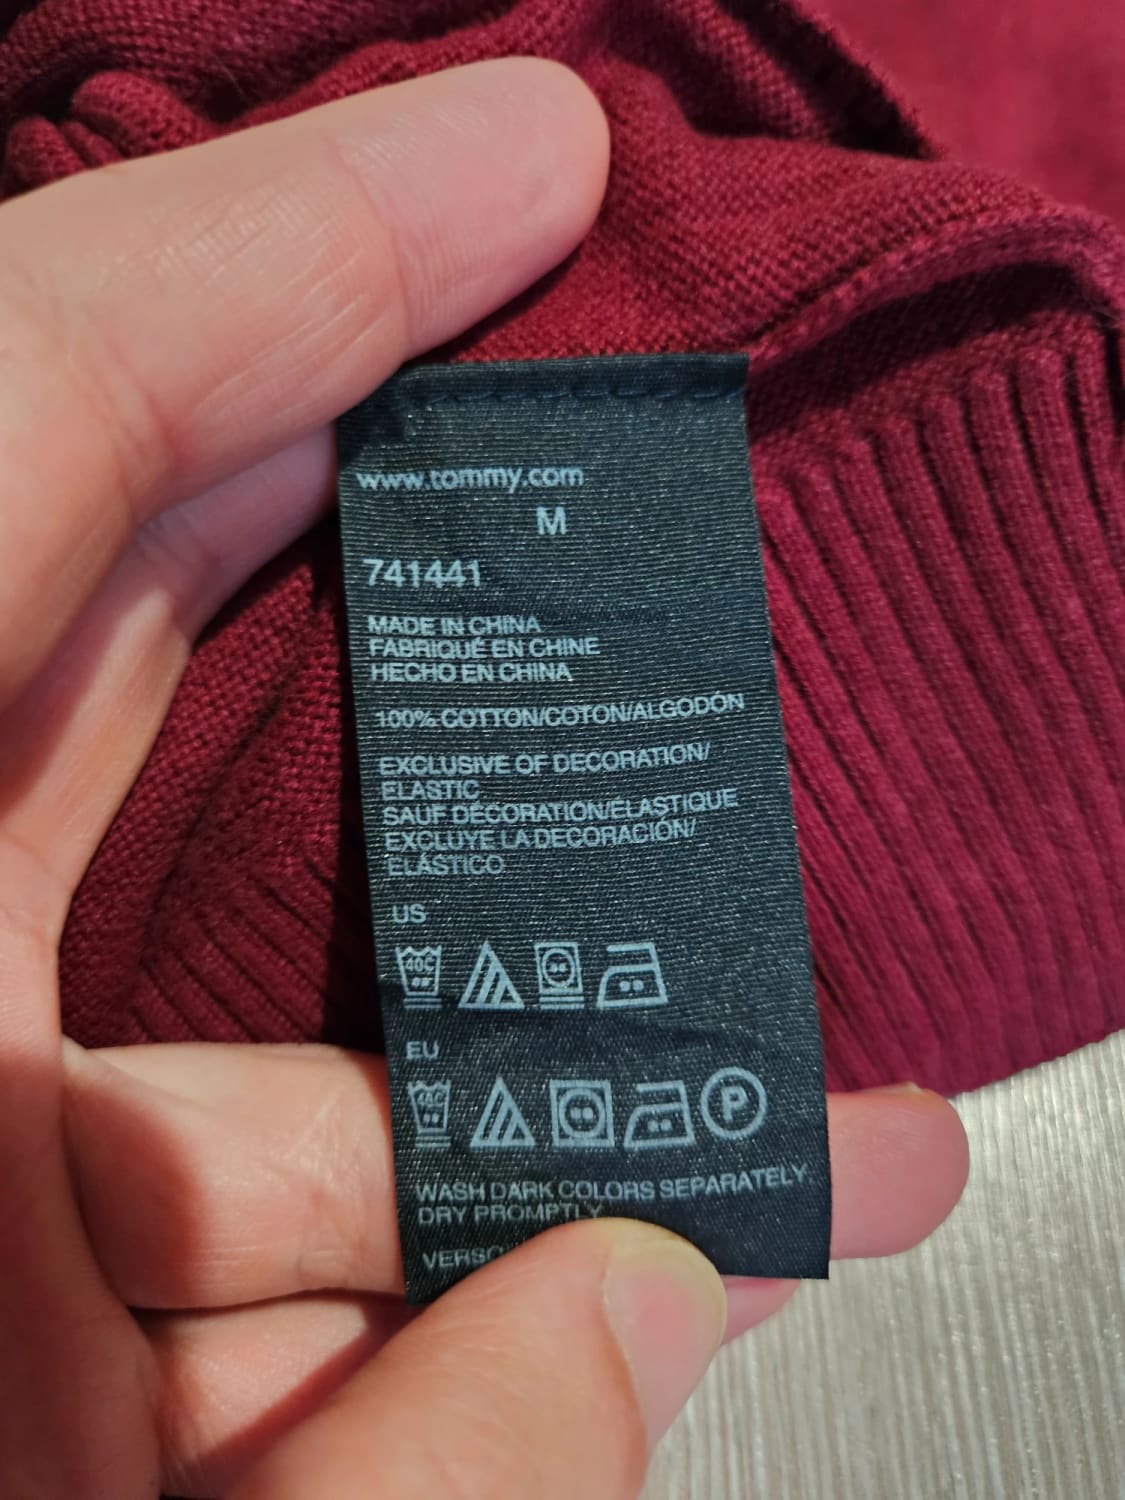 www.tommy.com
M
741441
MADE IN CHINA
FABRIQUÉ EN CHINE
HECHO EN CHINA
100% COTTON/COTON/ALGODÓN
EXCLUSIVE OF DECORATION/
ELASTIC
SAUF DÉCORATION/ÉLASTIQUE
EXCLUYE LA DECORACIÓN/
ELÁSTICO
US
40C
EU
P
WASH DARK COLORS SEPARATELY.
DRY PROMPTLY